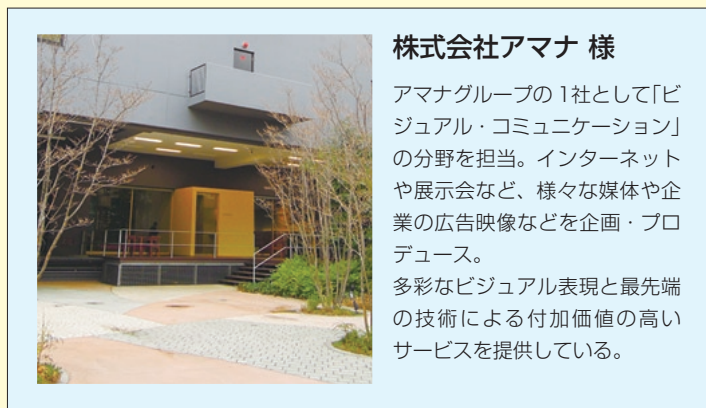 株式会社アマナ 様
アマナグループの1社として「ビ
ジュアル・コミュニケーション」
の分野を担当。インターネット
や展示会など、様々な媒体や企
業の広告映像などを企画・プロ
デュース。
多彩なビジュアル表現と最先端
の技術による付加価値の高い
サービスを提供している。